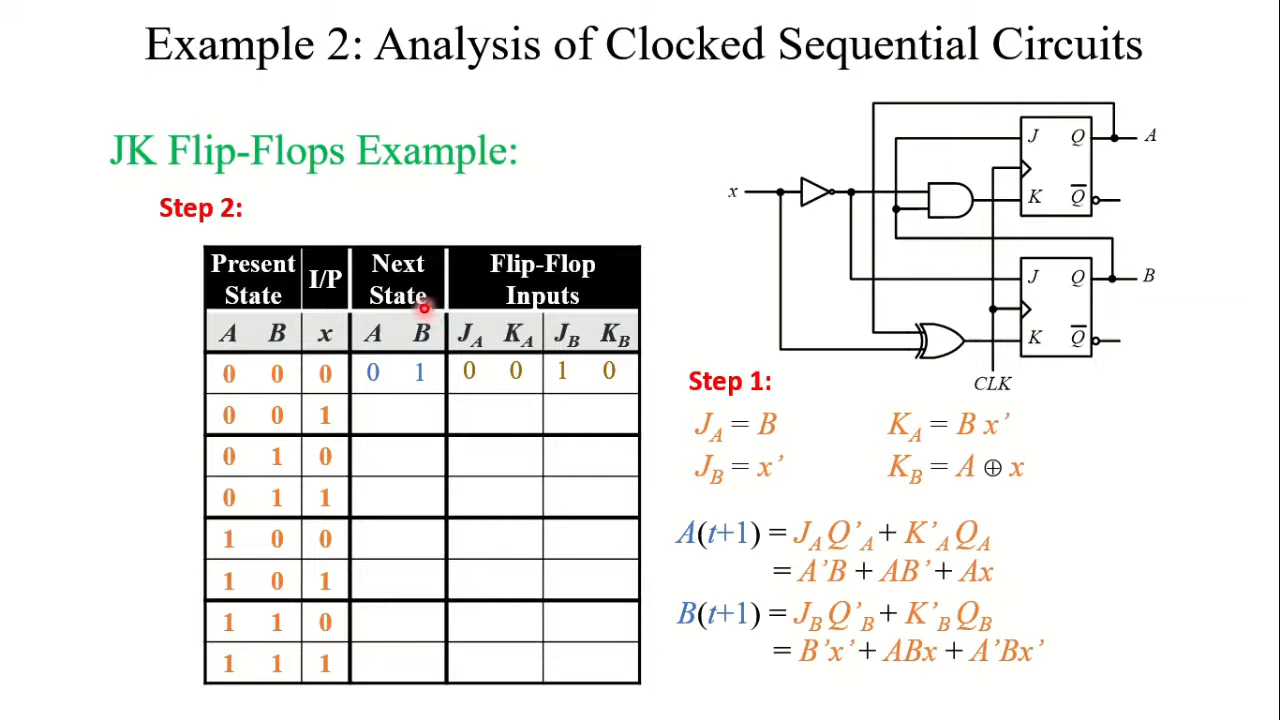 Example 2: Analysis of Clocked Sequential Circuits
JK Flip-Flops Example:
Step 2:
Present State I/P Next State Flip-Flop Inputs
A B x A B J_A K_A J_B K_B
0 0 0 0 1 0 0 1 0
0 0 1
0 1 0
0 1 1
1 0 0
1 0 1
1 1 0
1 1 1
x
J Q A
K Q̅
J Q B
K Q̅
CLK
Step 1:
J_A = B K_A = B x’
J_B = x’ K_B = A ⊕ x
A(t+1) = J_A Q’_A + K’_A Q_A
= A’B + AB’ + Ax
B(t+1) = J_B Q’_B + K’_B Q_B
= B’x’ + ABx + A’Bx’